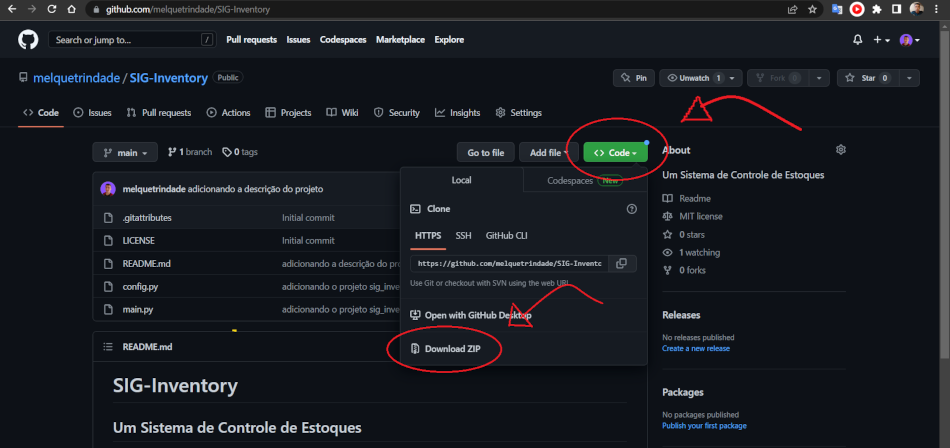 github.com/melquetrindade/SIG-Inventory
Search or jump to... /
Pull requests Issues Codespaces Marketplace Explore
melquetrindade / SIG-Inventory Public
Pin Unwatch 1 Fork 0 Star 0
Code Issues Pull requests Actions Projects Wiki Security Insights Settings
main 1 branch 0 tags Go to file Add file Code
About
Um Sistema de Controle de Estoques
Readme
MIT license
0 stars
1 watching
0 forks
Releases
No releases published
Create a new release
Packages
No packages published
Publish your first package
Local Codespaces New
Clone
HTTPS SSH GitHub CLI
https://github.com/melquetrindade/SIG-Invento
Use Git or checkout with SVN using the web URL.
Open with GitHub Desktop
Download ZIP
melquetrindade adicionando a descrição do projeto
.gitattributes Initial commit
LICENSE Initial commit
README.md adicionando a descrição do pro
config.py adicionando o projeto sig_inve
main.py adicionando o projeto sig_inve
README.md
SIG-Inventory
Um Sistema de Controle de Estoques